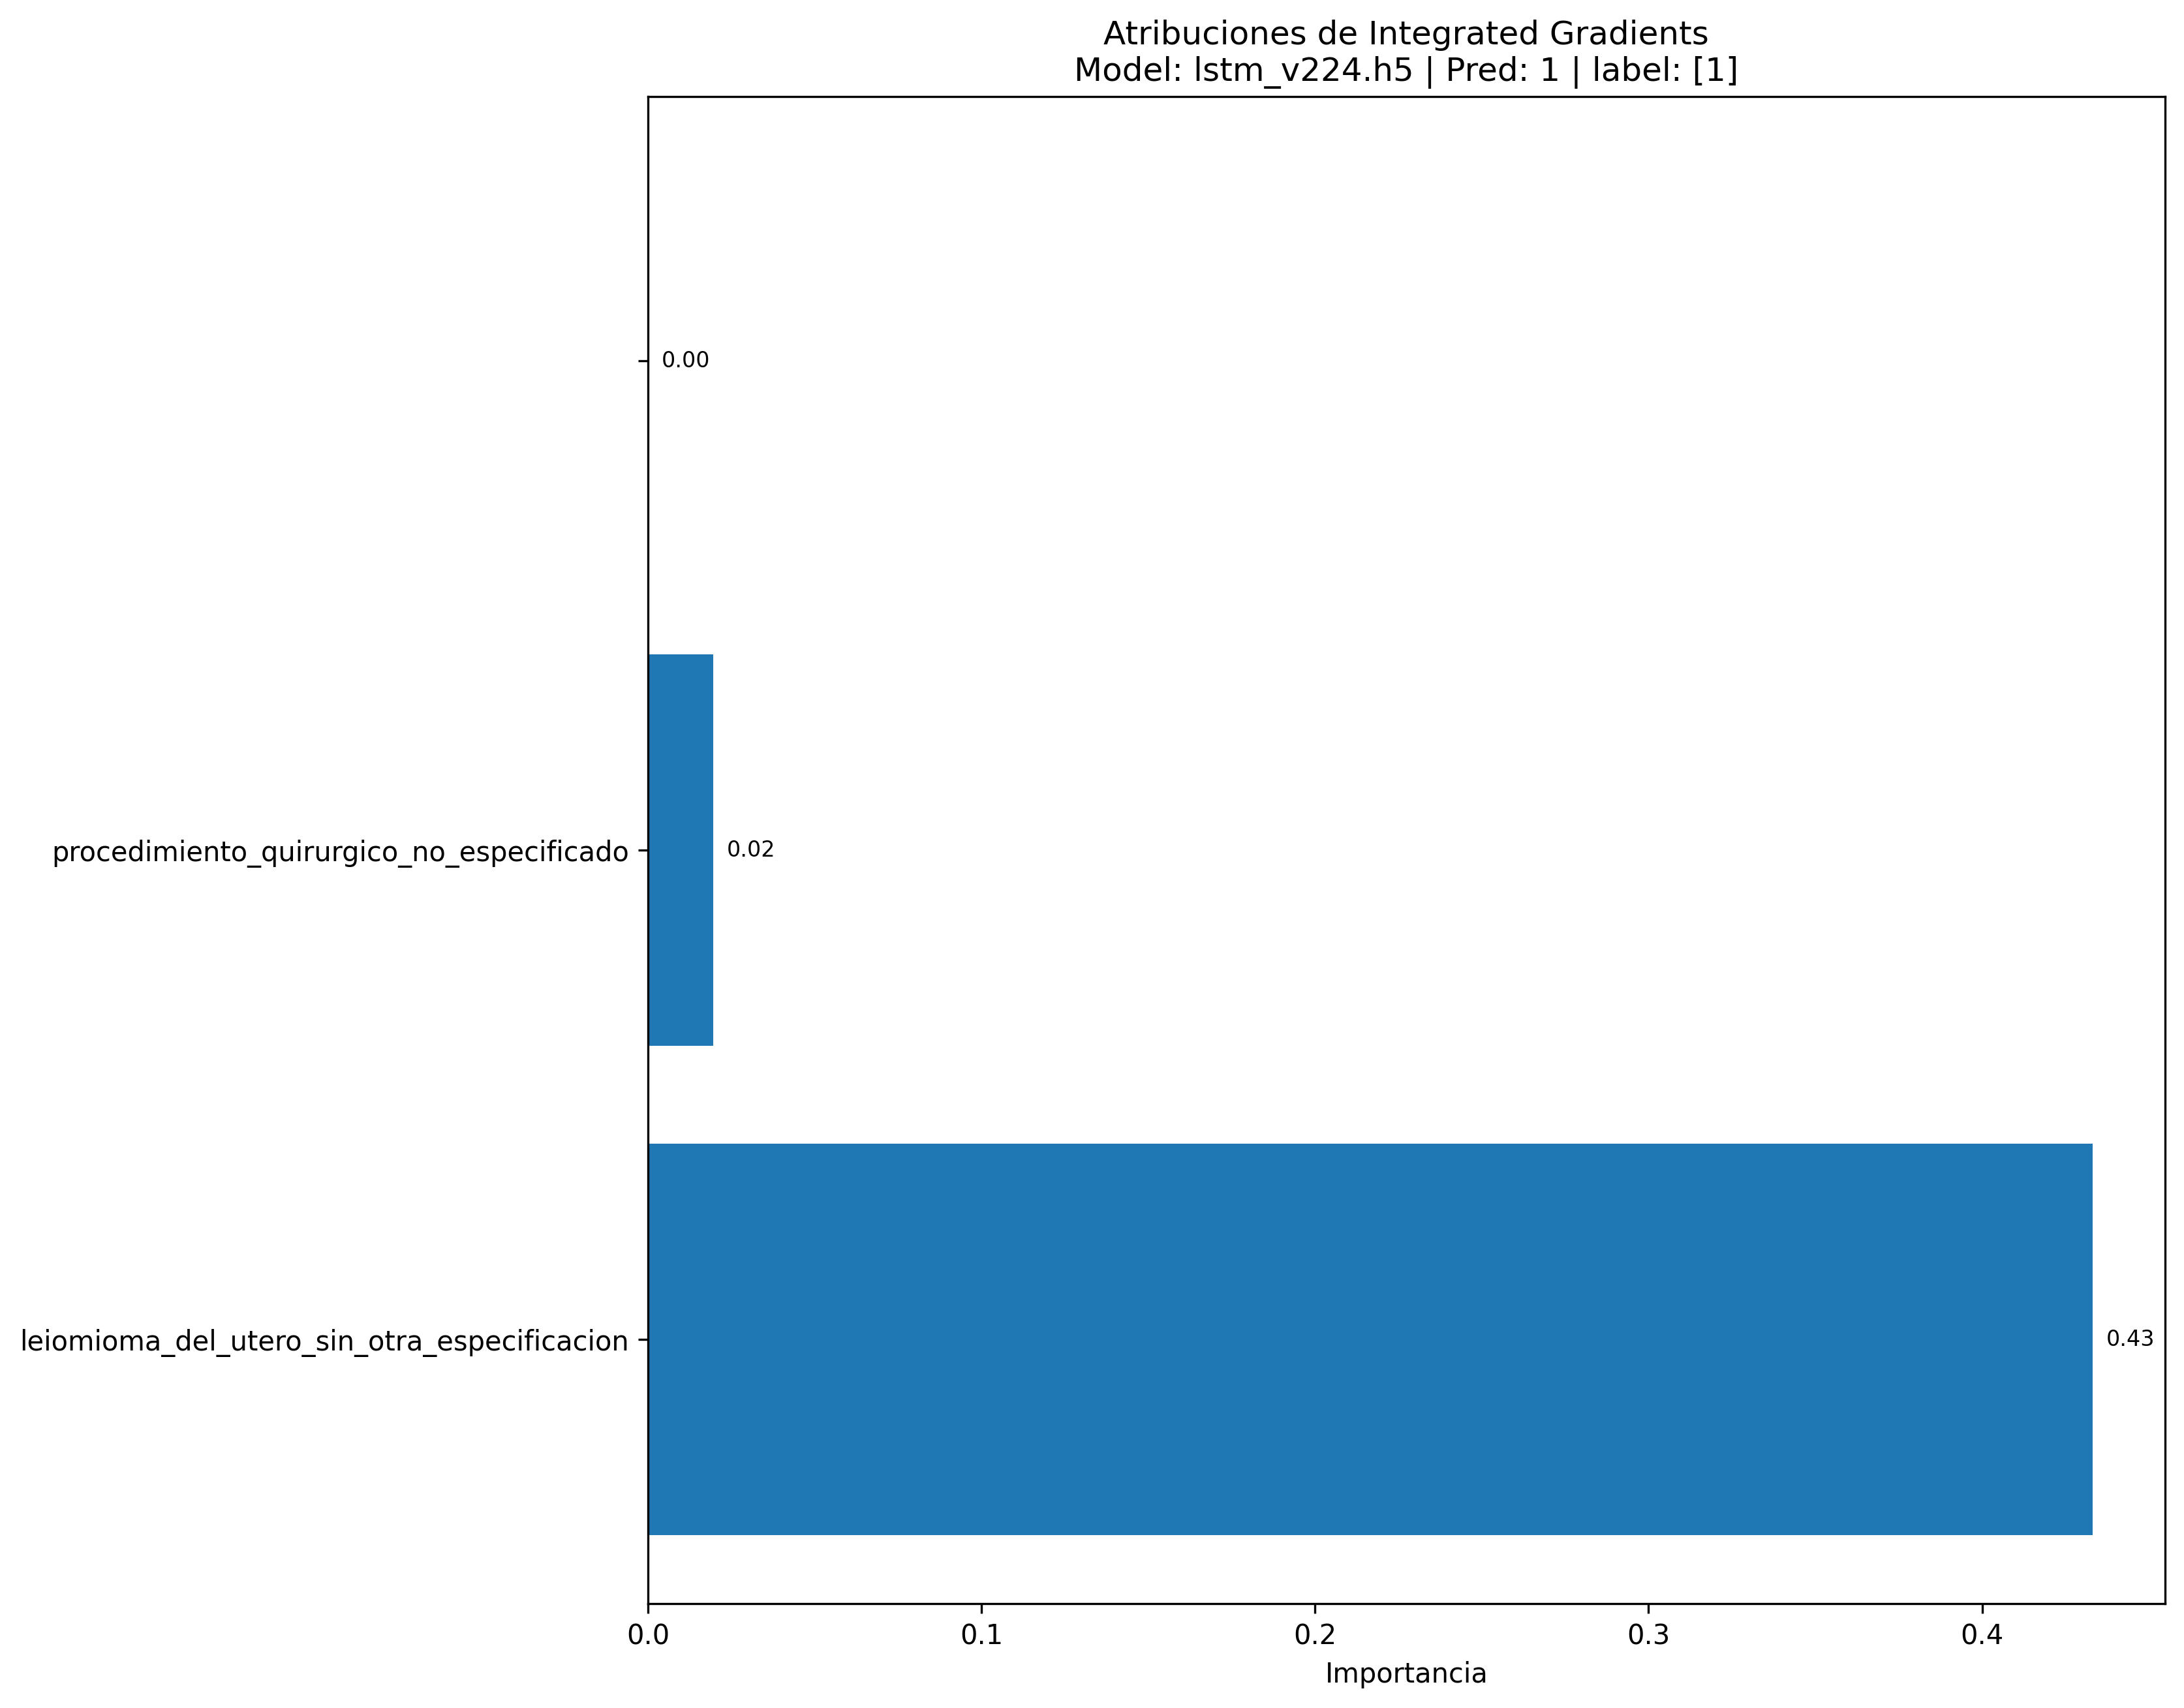 Atribuciones de Integrated Gradients
Model: lstm_v224.h5 | Pred: 1 | label: [1]
0.00
procedimiento_quirurgico_no_especificado
0.02
leiomioma_del_utero_sin_otra_especificacion
0.43
0.0 0.1 0.2 0.3 0.4
Importancia